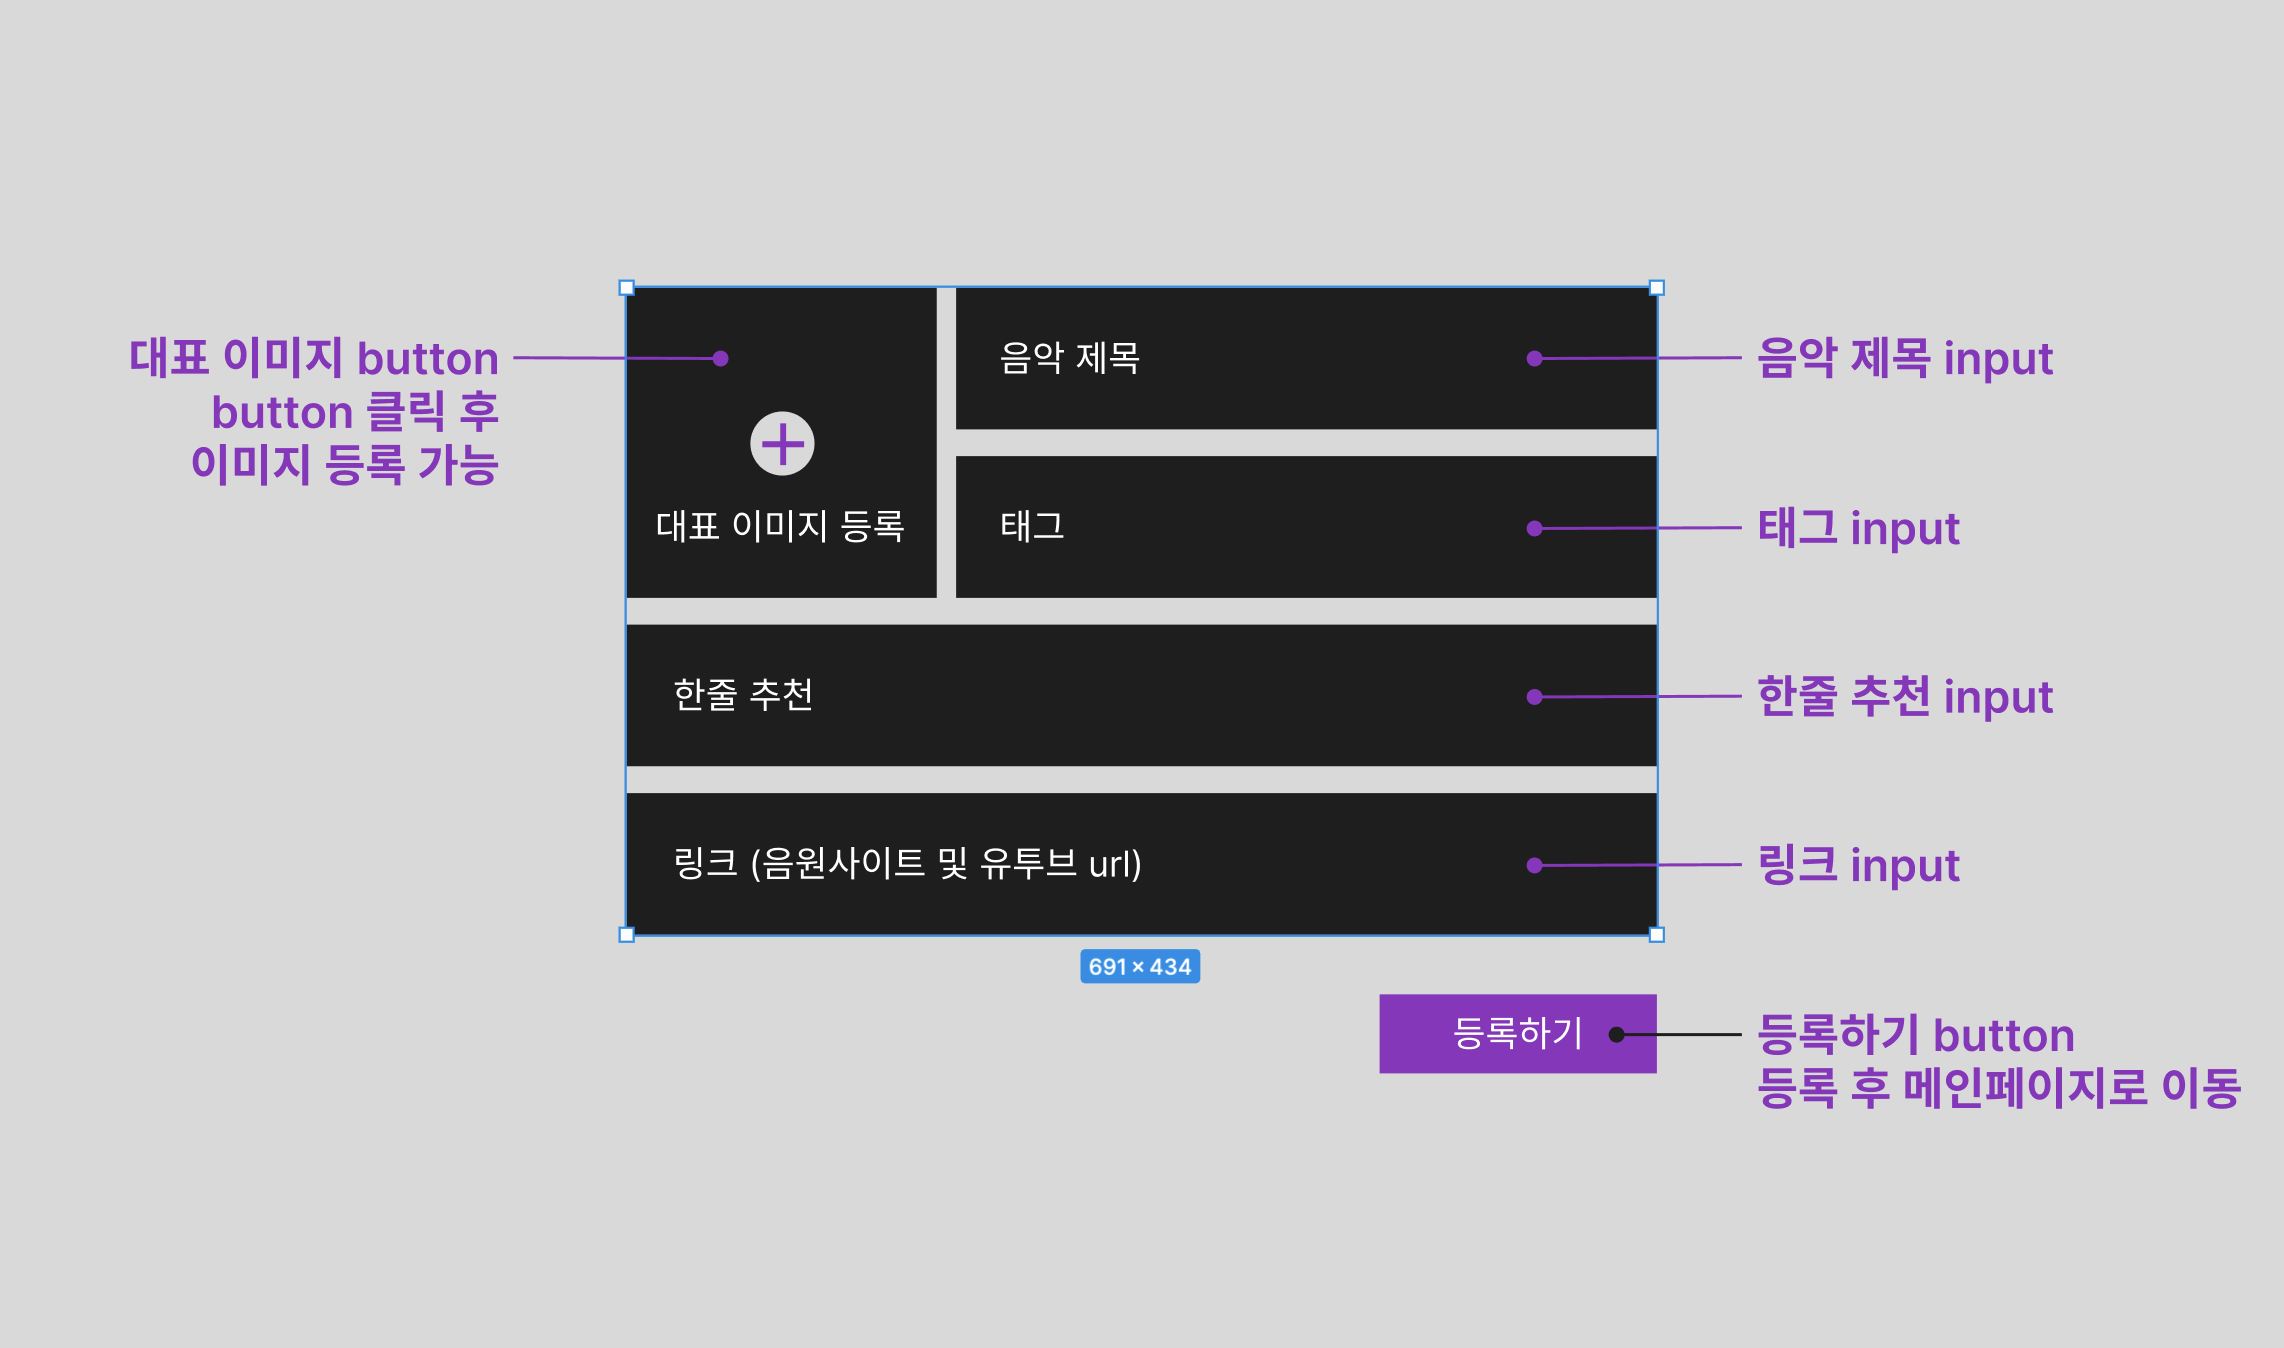 대표 이미지 button
button 클릭 후
이미지 등록 가능
대표 이미지 등록
음악 제목
음악 제목 input
태그
태그 input
한줄 추천
한줄 추천 input
링크 (음원사이트 및 유투브 url)
링크 input
691 × 434
등록하기
등록하기 button
등록 후 메인페이지로 이동